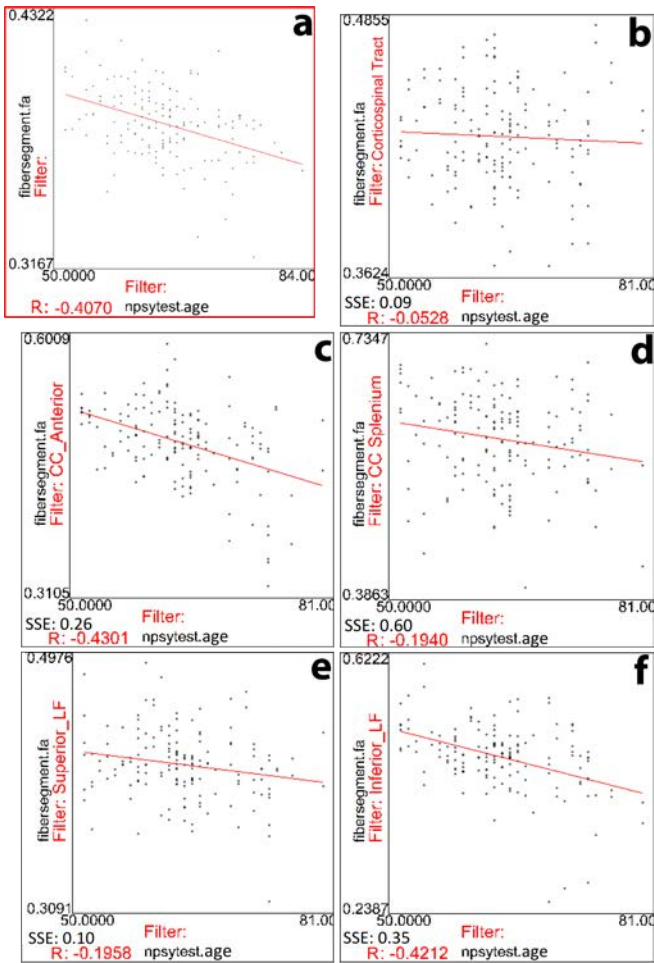 a
0.4322
fibersegment.fa
Filter:
0.3167
50.0000
84.00
Filter:
R: -0.4070
npsytest.age
b
0.4855
fibersegment.fa
Filter: Corticospinal Tract
0.3624
50.0000
81.00
SSE: 0.09
Filter:
R: -0.0528
npsytest.age
c
0.6009
fibersegment.fa
Filter: CC_Anterior
0.3105
50.0000
81.00
SSE: 0.26
Filter:
R: -0.4301
npsytest.age
d
0.7347
fibersegment.fa
Filter: CC Splenium
0.3863
50.0000
81.00
SSE: 0.60
Filter:
R: -0.1940
npsytest.age
e
0.4976
fibersegment.fa
Filter: Superior_LF
0.3091
50.0000
81.00
SSE: 0.10
Filter:
R: -0.1958
npsytest.age
f
0.6222
fibersegment.fa
Filter: Inferior_LF
0.2387
50.0000
81.00
SSE: 0.35
Filter:
R: -0.4212
npsytest.age